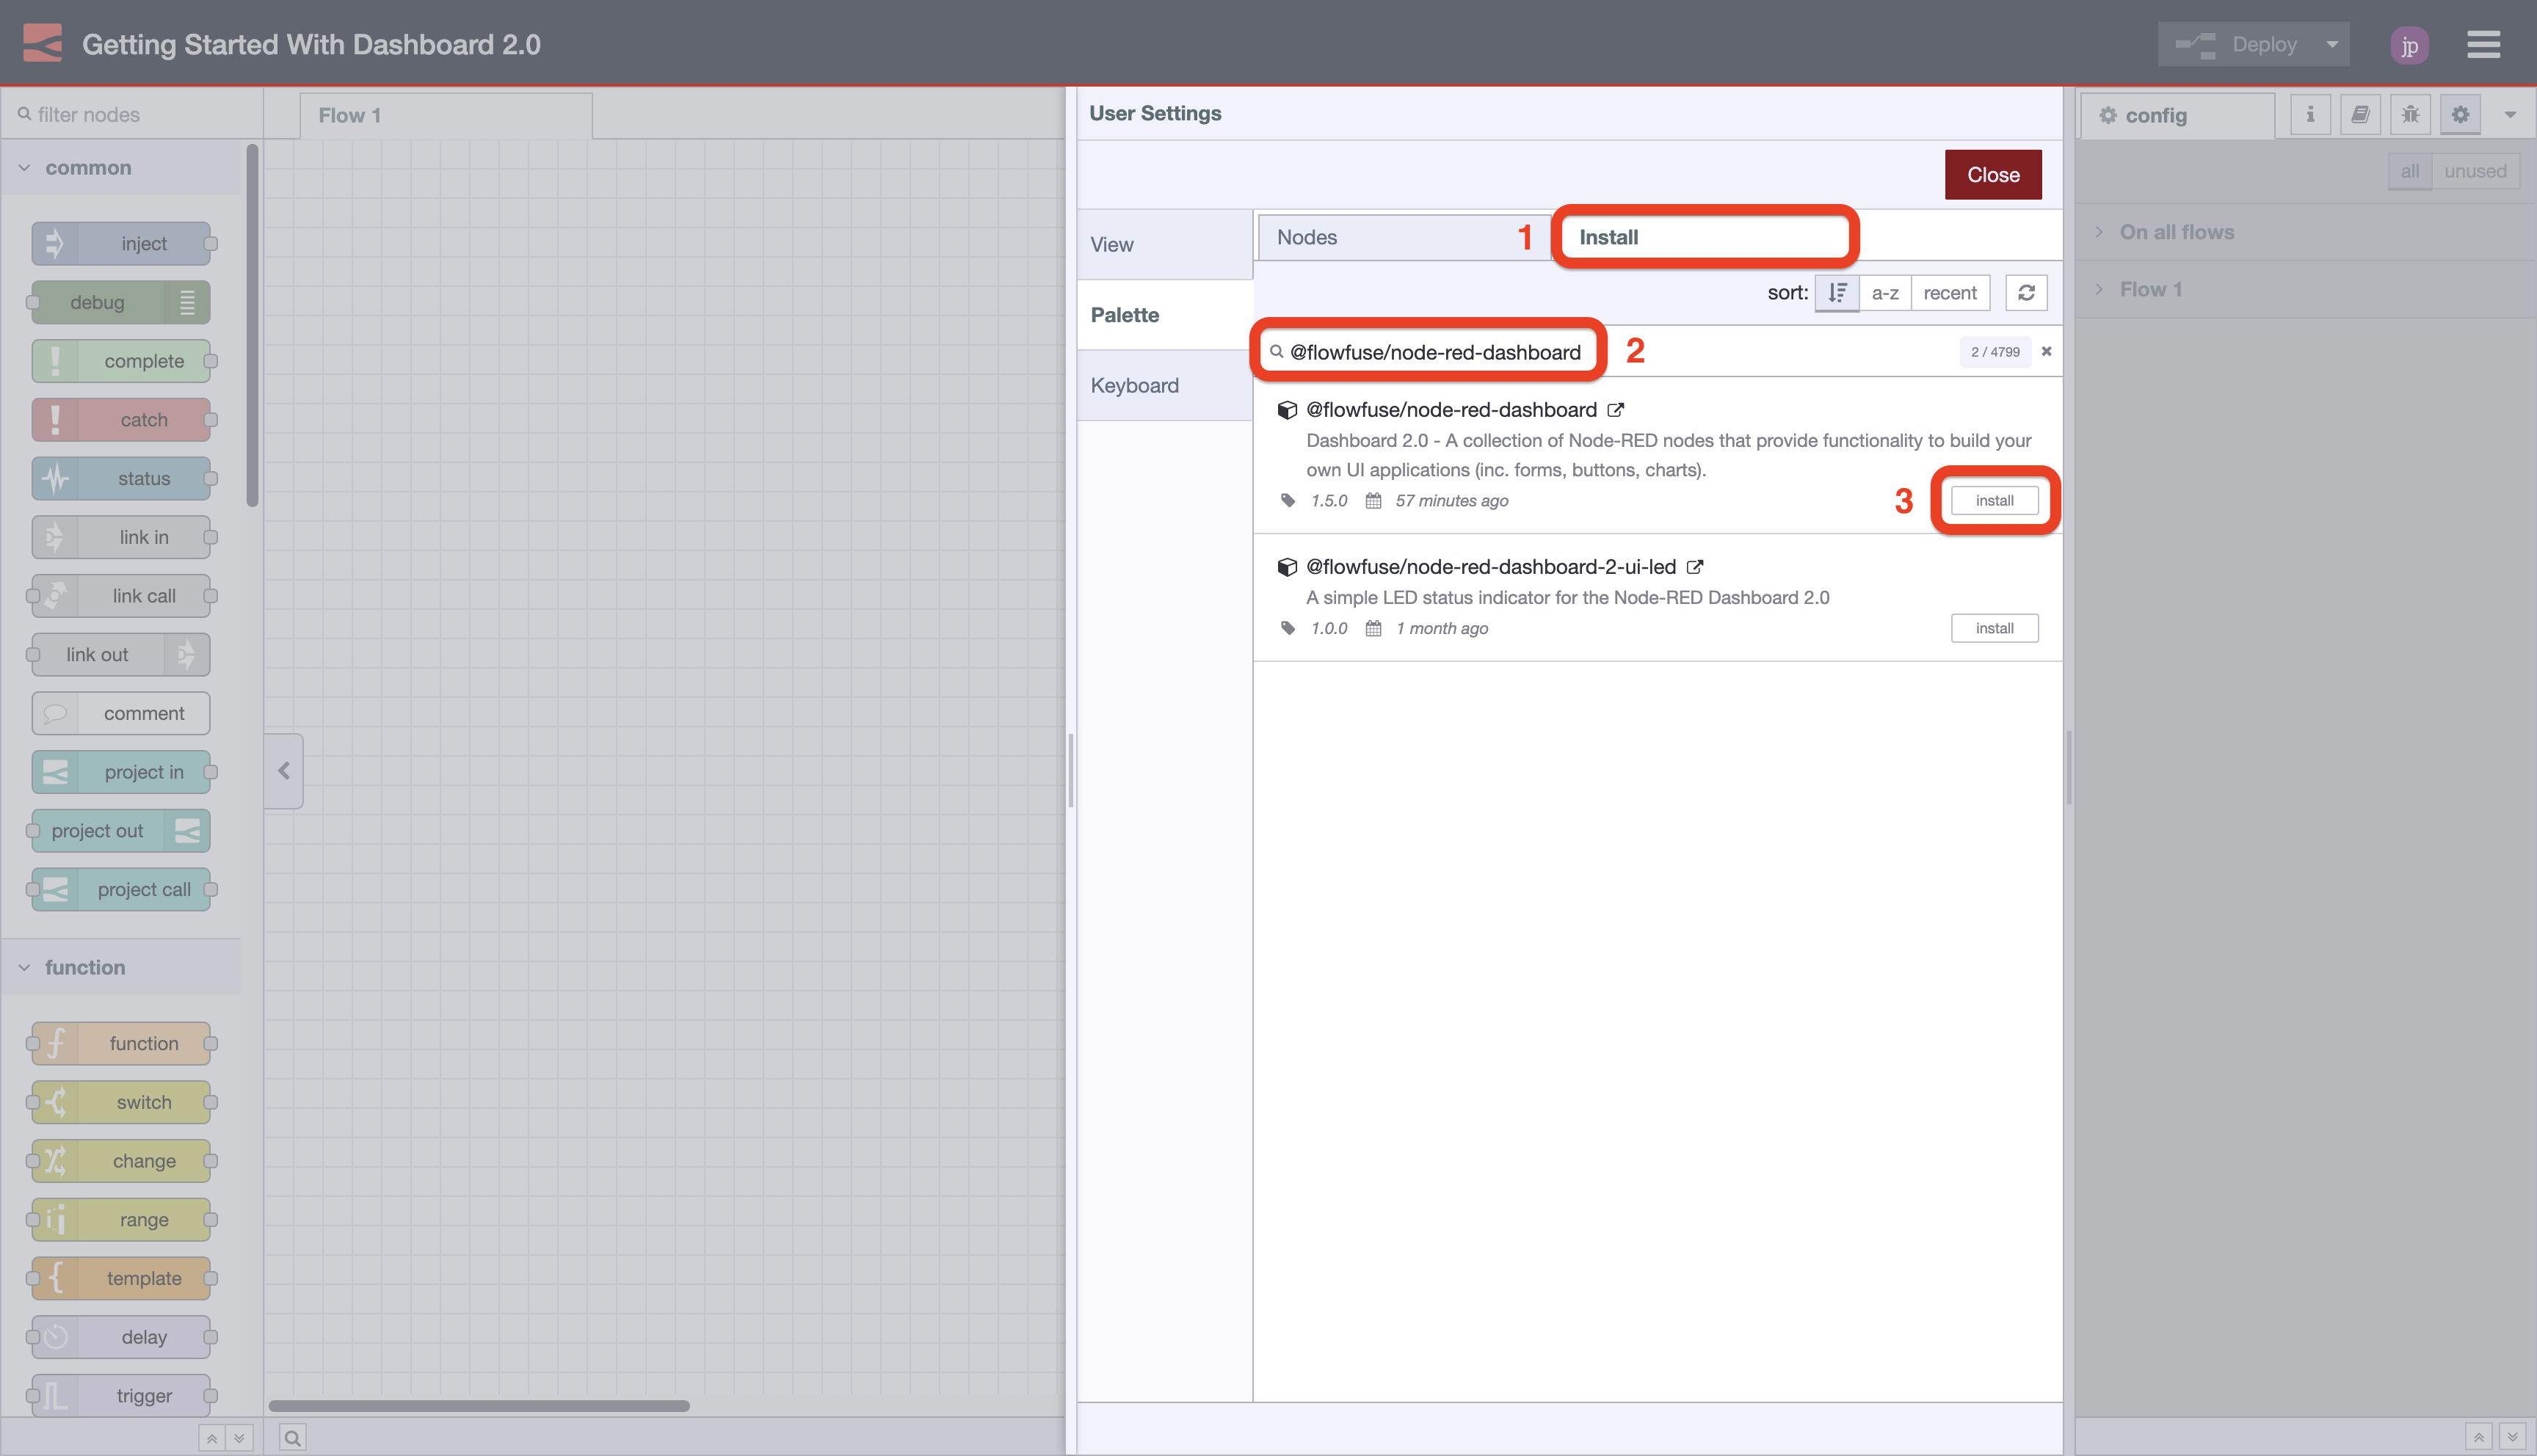 Getting Started With Dashboard 2.0
Deploy
jp
filter nodes
common
inject
debug
complete
catch
status
link in
link call
link out
comment
project in
project out
project call
function
function
switch
change
range
template
delay
trigger
Flow 1
User Settings
Close
View
Palette
Keyboard
Nodes
1
Install
sort:
a-z
recent
@flowfuse/node-red-dashboard
2
2 / 4799
@flowfuse/node-red-dashboard
Dashboard 2.0 - A collection of Node-RED nodes that provide functionality to build your
own UI applications (inc. forms, buttons, charts).
1.5.0 57 minutes ago
3
install
@flowfuse/node-red-dashboard-2-ui-led
A simple LED status indicator for the Node-RED Dashboard 2.0
1.0.0 1 month ago
install
config
all
unused
On all flows
Flow 1